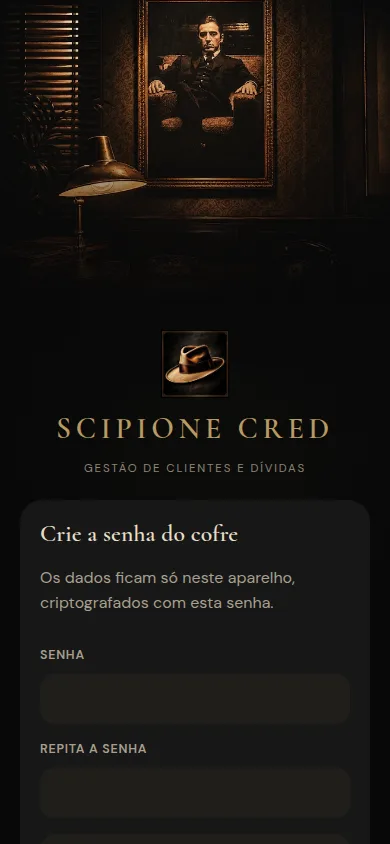 SCIPIONE CRED
GESTÃO DE CLIENTES E DÍVIDAS
Crie a senha do cofre
Os dados ficam só neste aparelho,
criptografados com esta senha.
SENHA
REPITA A SENHA